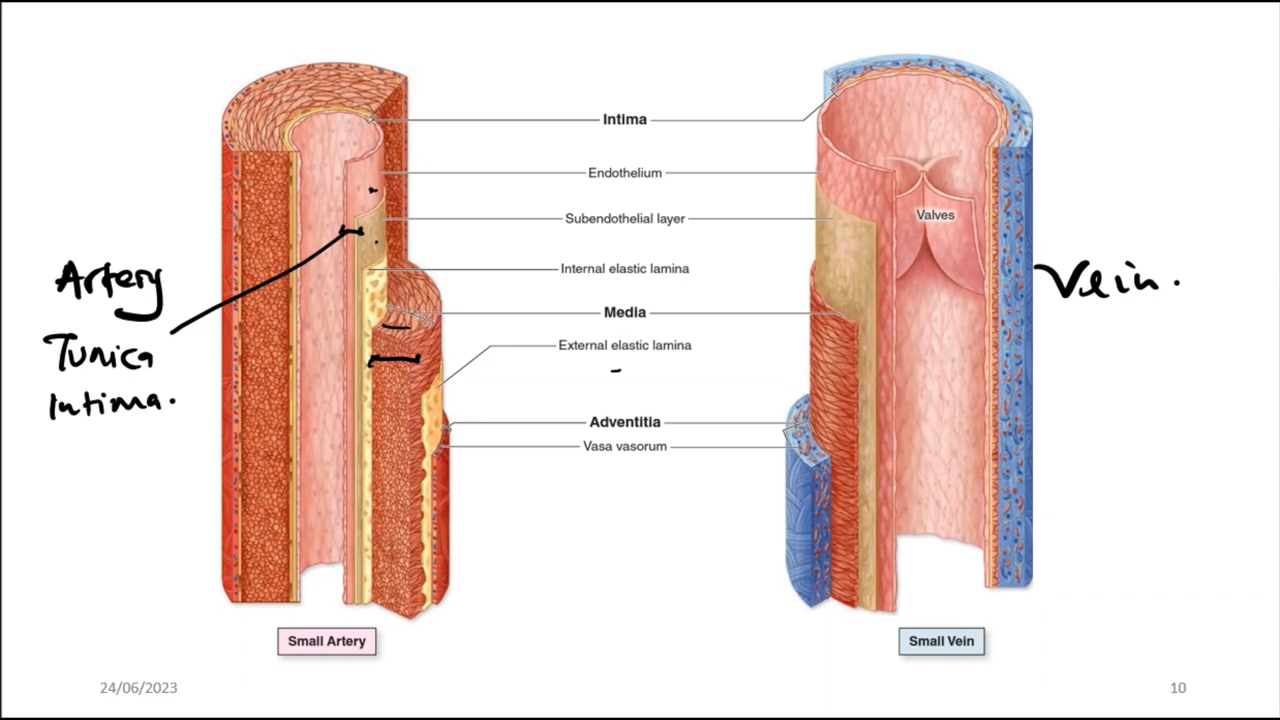 Intima
Endothelium
Subendothelial layer
Valves
Internal elastic lamina
Artery
Vein.
Media
External elastic lamina
Tunica
Intima.
Adventitia
Vasa vasorum
Small Artery
Small Vein
24/06/2023
10